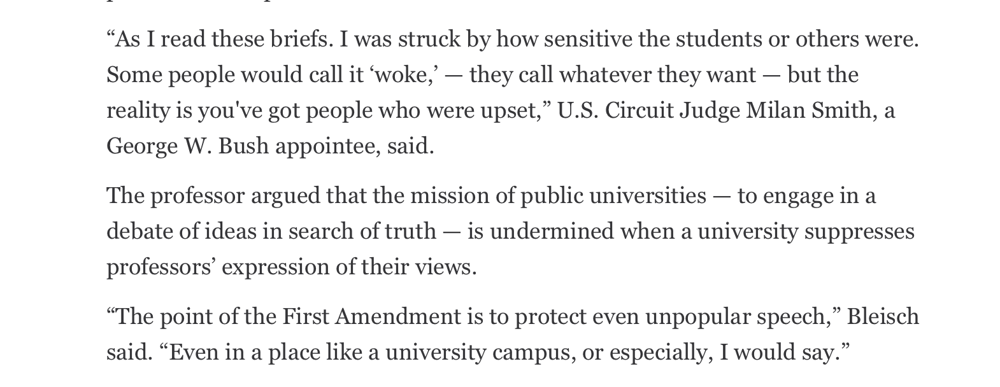 “As I read these briefs. I was struck by how sensitive the students or others were.
Some people would call it ‘woke,’ — they call whatever they want — but the
reality is you've got people who were upset,” U.S. Circuit Judge Milan Smith, a
George W. Bush appointee, said.
The professor argued that the mission of public universities — to engage in a
debate of ideas in search of truth — is undermined when a university suppresses
professors’ expression of their views.
“The point of the First Amendment is to protect even unpopular speech,” Bleisch
said. “Even in a place like a university campus, or especially, I would say.”